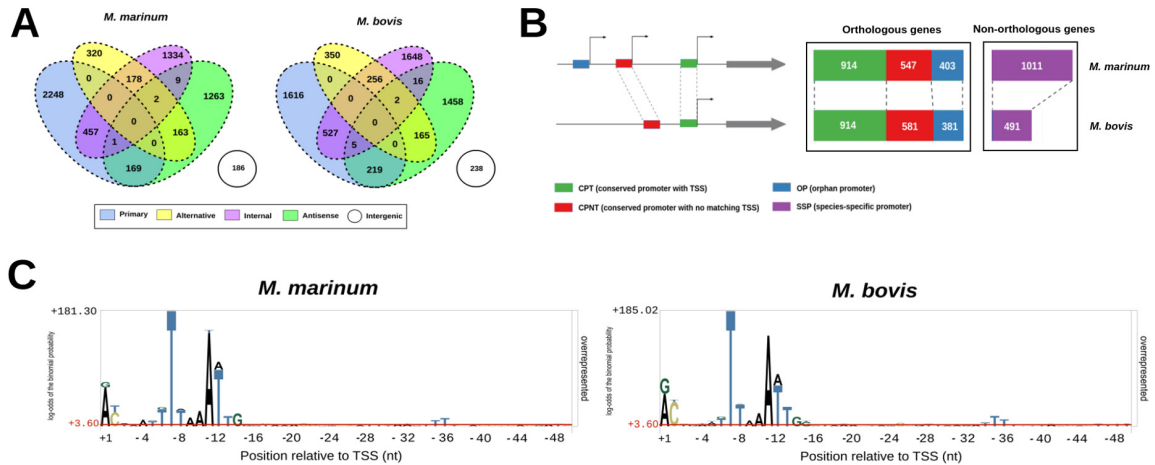 A
M. marinum
M. bovis
320
1334
0
178
9
2248
0
2
1263
0
457
1
0
163
169
186
350
1648
0
256
16
1616
0
2
1458
0
527
5
0
165
219
238
Primary
Alternative
Internal
Antisense
Intergenic
B
Orthologous genes
Non-orthologous genes
914
547
403
1011
M. marinum
914
581
381
491
M. bovis
CPT (conserved promoter with TSS)
OP (orphan promoter)
CPNT (conserved promoter with no matching TSS)
SSP (species-specific promoter)
C
M. marinum
+181.30
log-odds of the binomial probability
+3.60
overrepresented
+1 -4 -8 -12 -16 -20 -24 -28 -32 -36 -40 -44 -48
Position relative to TSS (nt)
M. bovis
+185.02
log-odds of the binomial probability
+3.60
overrepresented
+1 -4 -8 -12 -16 -20 -24 -28 - 32 -36 -40 -44 -48
Position relative to TSS (nt)